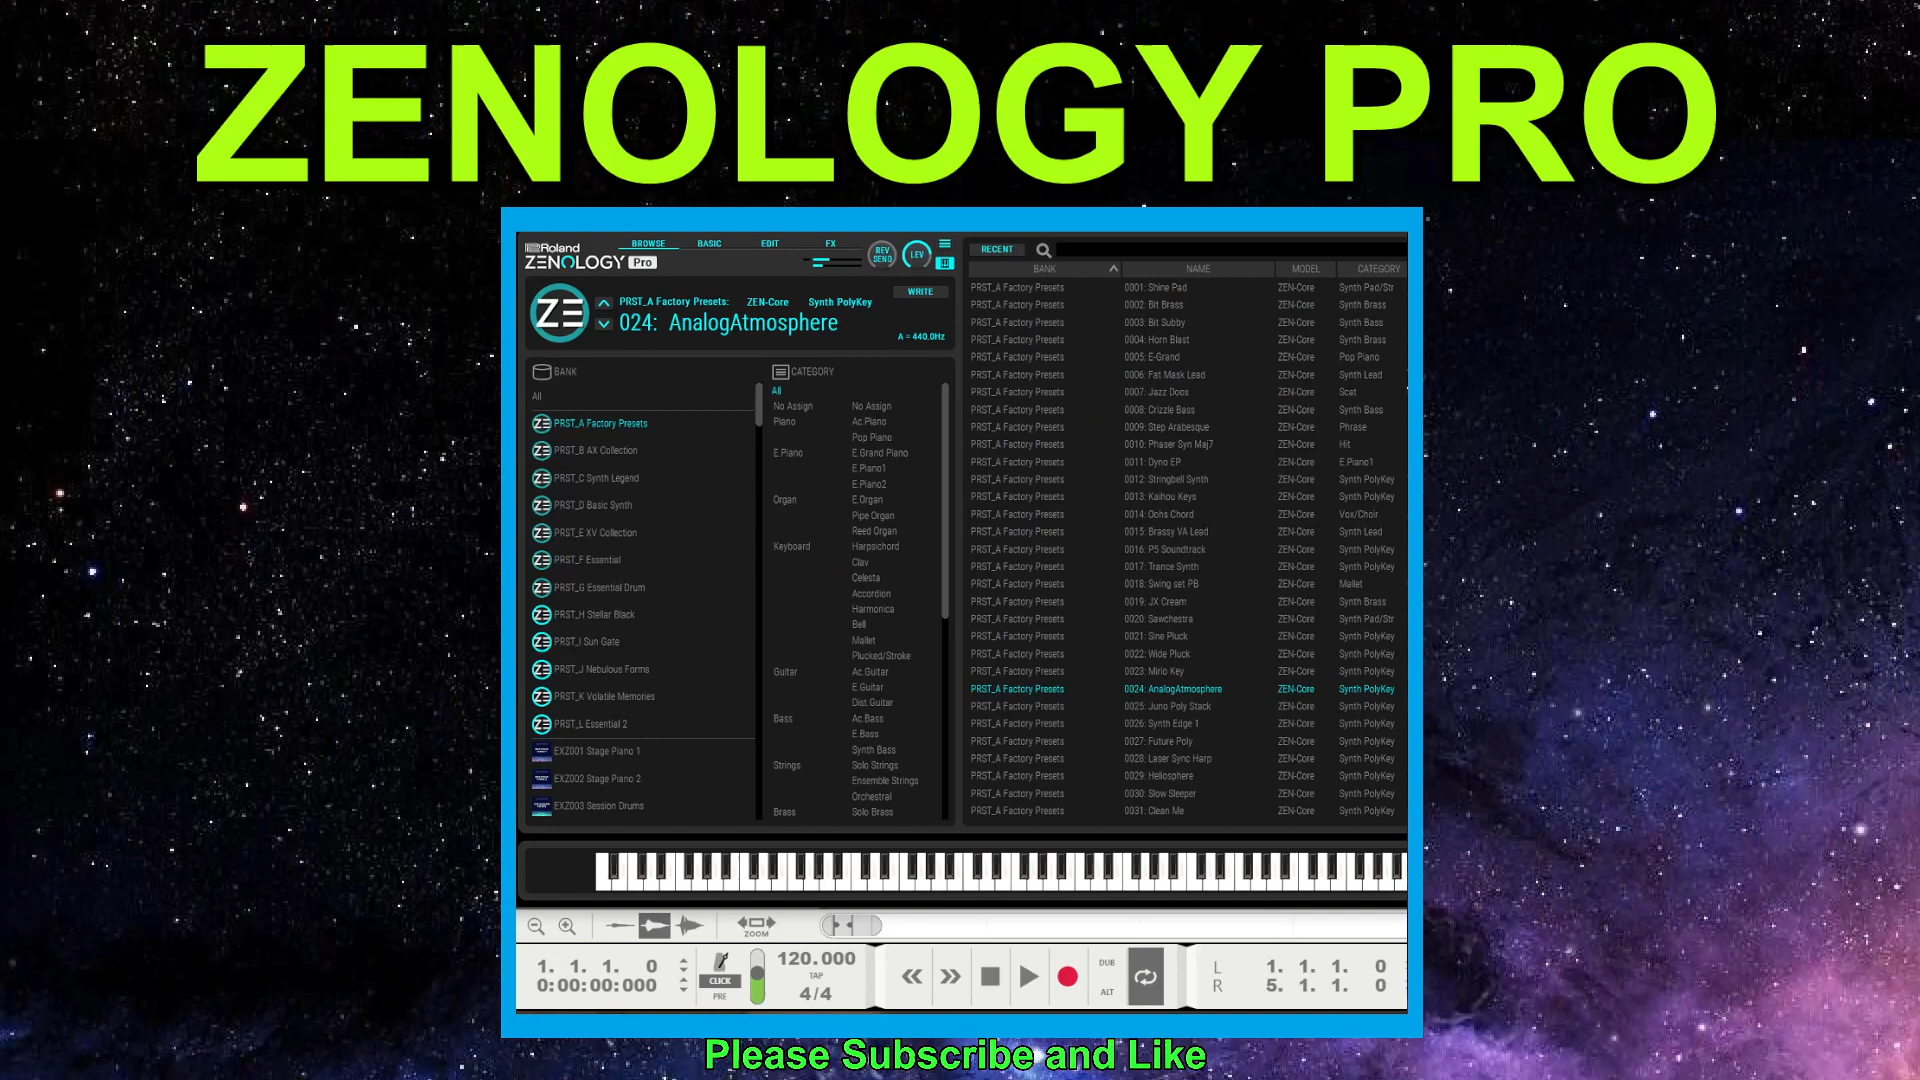 ZENOLOGY PRO
Roland
ZENOLOGY Pro
BROWSE BASIC EDIT FX
REV SEND LEV
PRST_A Factory Presets: ZEN-Core Synth PolyKey
WRITE
024: AnalogAtmosphere
A = 440.0Hz
BANK
All
PRST_A Factory Presets
PRST_B AX Collection
PRST_C Synth Legend
PRST_D Basic Synth
PRST_E XV Collection
PRST_F Essential
PRST_G Essential Drum
PRST_H Stellar Black
PRST_I Sun Gate
PRST_J Nebulous Forms
PRST_K Volatile Memories
PRST_L Essential 2
EXZ001 Stage Piano 1
EXZ002 Stage Piano 2
EXZ003 Session Drums
CATEGORY
All
No Assign No Assign
Piano Ac.Piano
Pop Piano
E.Piano E.Grand Piano
E.Piano1
E.Piano2
Organ E.Organ
Pipe Organ
Reed Organ
Keyboard Harpsichord
Clav
Celesta
Accordion
Harmonica
Bell
Mallet
Plucked/Stroke
Guitar Ac.Guitar
E.Guitar
Dist.Guitar
Bass Ac.Bass
E.Bass
Synth Bass
Strings Solo Strings
Ensemble Strings
Orchestral
Brass Solo Brass
RECENT
BANK NAME MODEL CATEGORY
PRST_A Factory Presets 0001: Shine Pad ZEN-Core Synth Pad/Str
PRST_A Factory Presets 0002: Bit Brass ZEN-Core Synth Brass
PRST_A Factory Presets 0003: Bit Subby ZEN-Core Synth Bass
PRST_A Factory Presets 0004: Horn Blast ZEN-Core Synth Brass
PRST_A Factory Presets 0005: E-Grand ZEN-Core Pop Piano
PRST_A Factory Presets 0006: Fat Mask Lead ZEN-Core Synth Lead
PRST_A Factory Presets 0007: Jazz Doos ZEN-Core Scat
PRST_A Factory Presets 0008: Crizzle Bass ZEN-Core Synth Bass
PRST_A Factory Presets 0009: Step Arabesque ZEN-Core Phrase
PRST_A Factory Presets 0010: Phaser Syn Maj7 ZEN-Core Hit
PRST_A Factory Presets 0011: Dyno EP ZEN-Core E.Piano1
PRST_A Factory Presets 0012: Stringbell Synth ZEN-Core Synth PolyKey
PRST_A Factory Presets 0013: Kaihou Keys ZEN-Core Synth PolyKey
PRST_A Factory Presets 0014: Oohs Chord ZEN-Core Vox/Choir
PRST_A Factory Presets 0015: Brassy VA Lead ZEN-Core Synth Lead
PRST_A Factory Presets 0016: P5 Soundtrack ZEN-Core Synth PolyKey
PRST_A Factory Presets 0017: Trance Synth ZEN-Core Synth PolyKey
PRST_A Factory Presets 0018: Swing set PB ZEN-Core Mallet
PRST_A Factory Presets 0019: JX Cream ZEN-Core Synth Brass
PRST_A Factory Presets 0020: Sawchestra ZEN-Core Synth Pad/Str
PRST_A Factory Presets 0021: Sine Pluck ZEN-Core Synth PolyKey
PRST_A Factory Presets 0022: Wide Pluck ZEN-Core Synth PolyKey
PRST_A Factory Presets 0023: Miric Key ZEN-Core Synth PolyKey
PRST_A Factory Presets 0024: AnalogAtmosphere ZEN-Core Synth PolyKey
PRST_A Factory Presets 0025: Juno Poly Stack ZEN-Core Synth PolyKey
PRST_A Factory Presets 0026: Synth Edge 1 ZEN-Core Synth PolyKey
PRST_A Factory Presets 0027: Future Poly ZEN-Core Synth PolyKey
PRST_A Factory Presets 0028: Laser Sync Harp ZEN-Core Synth PolyKey
PRST_A Factory Presets 0029: Heliosphere ZEN-Core Synth PolyKey
PRST_A Factory Presets 0030: Slow Sleeper ZEN-Core Synth PolyKey
PRST_A Factory Presets 0031: Clean Me ZEN-Core Synth PolyKey
ZOOM
1. 1. 1. 0
0:00:00:000
CLICK
PRE
120.000
TAP
4/4
DUB
ALT
L 1. 1. 1. 0
R 5. 1. 1. 0
Please Subscribe and Like